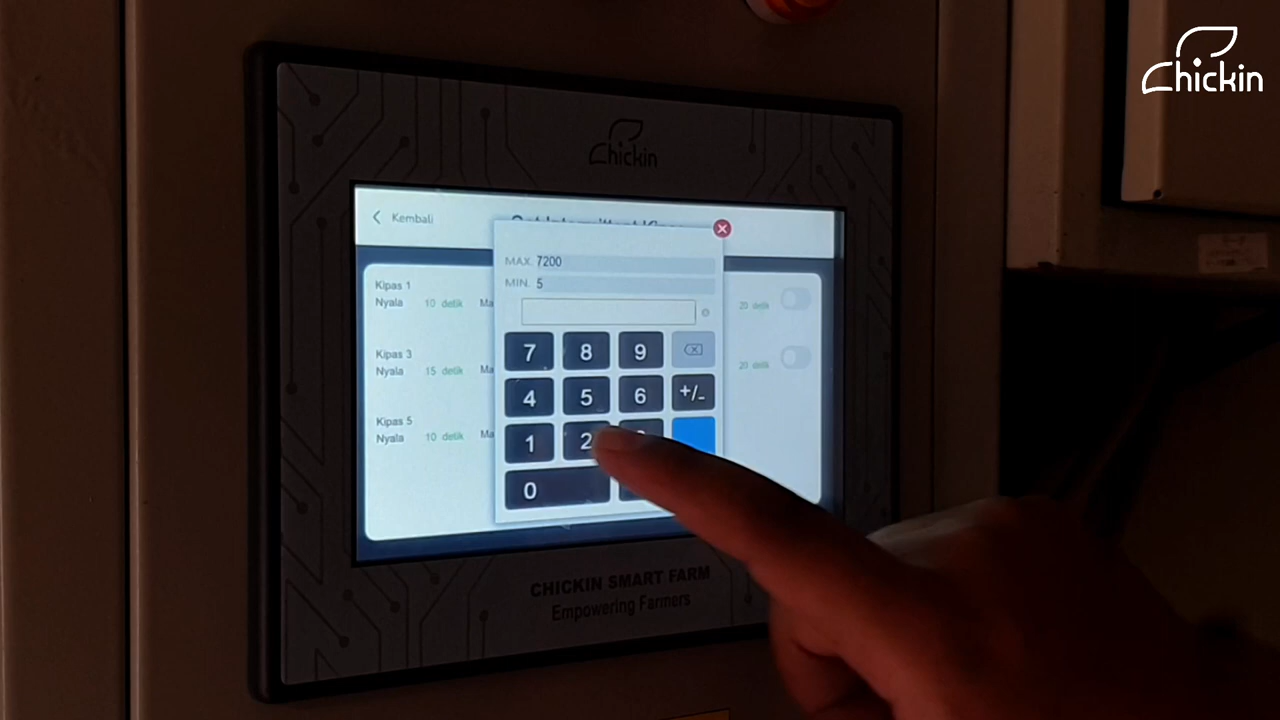 Chickin
Chickin
Kembali
MAX. 7200
MIN. 5
Kipas 1
Nyala 10 detik Ma
20 detik
Kipas 3
Nyala 15 detik Ma
20 detik
Kipas 5
Nyala 10 detik Ma
7 8 9
4 5 6 +/-
1 2
0
CHICKIN SMART FARM
Empowering Farmers